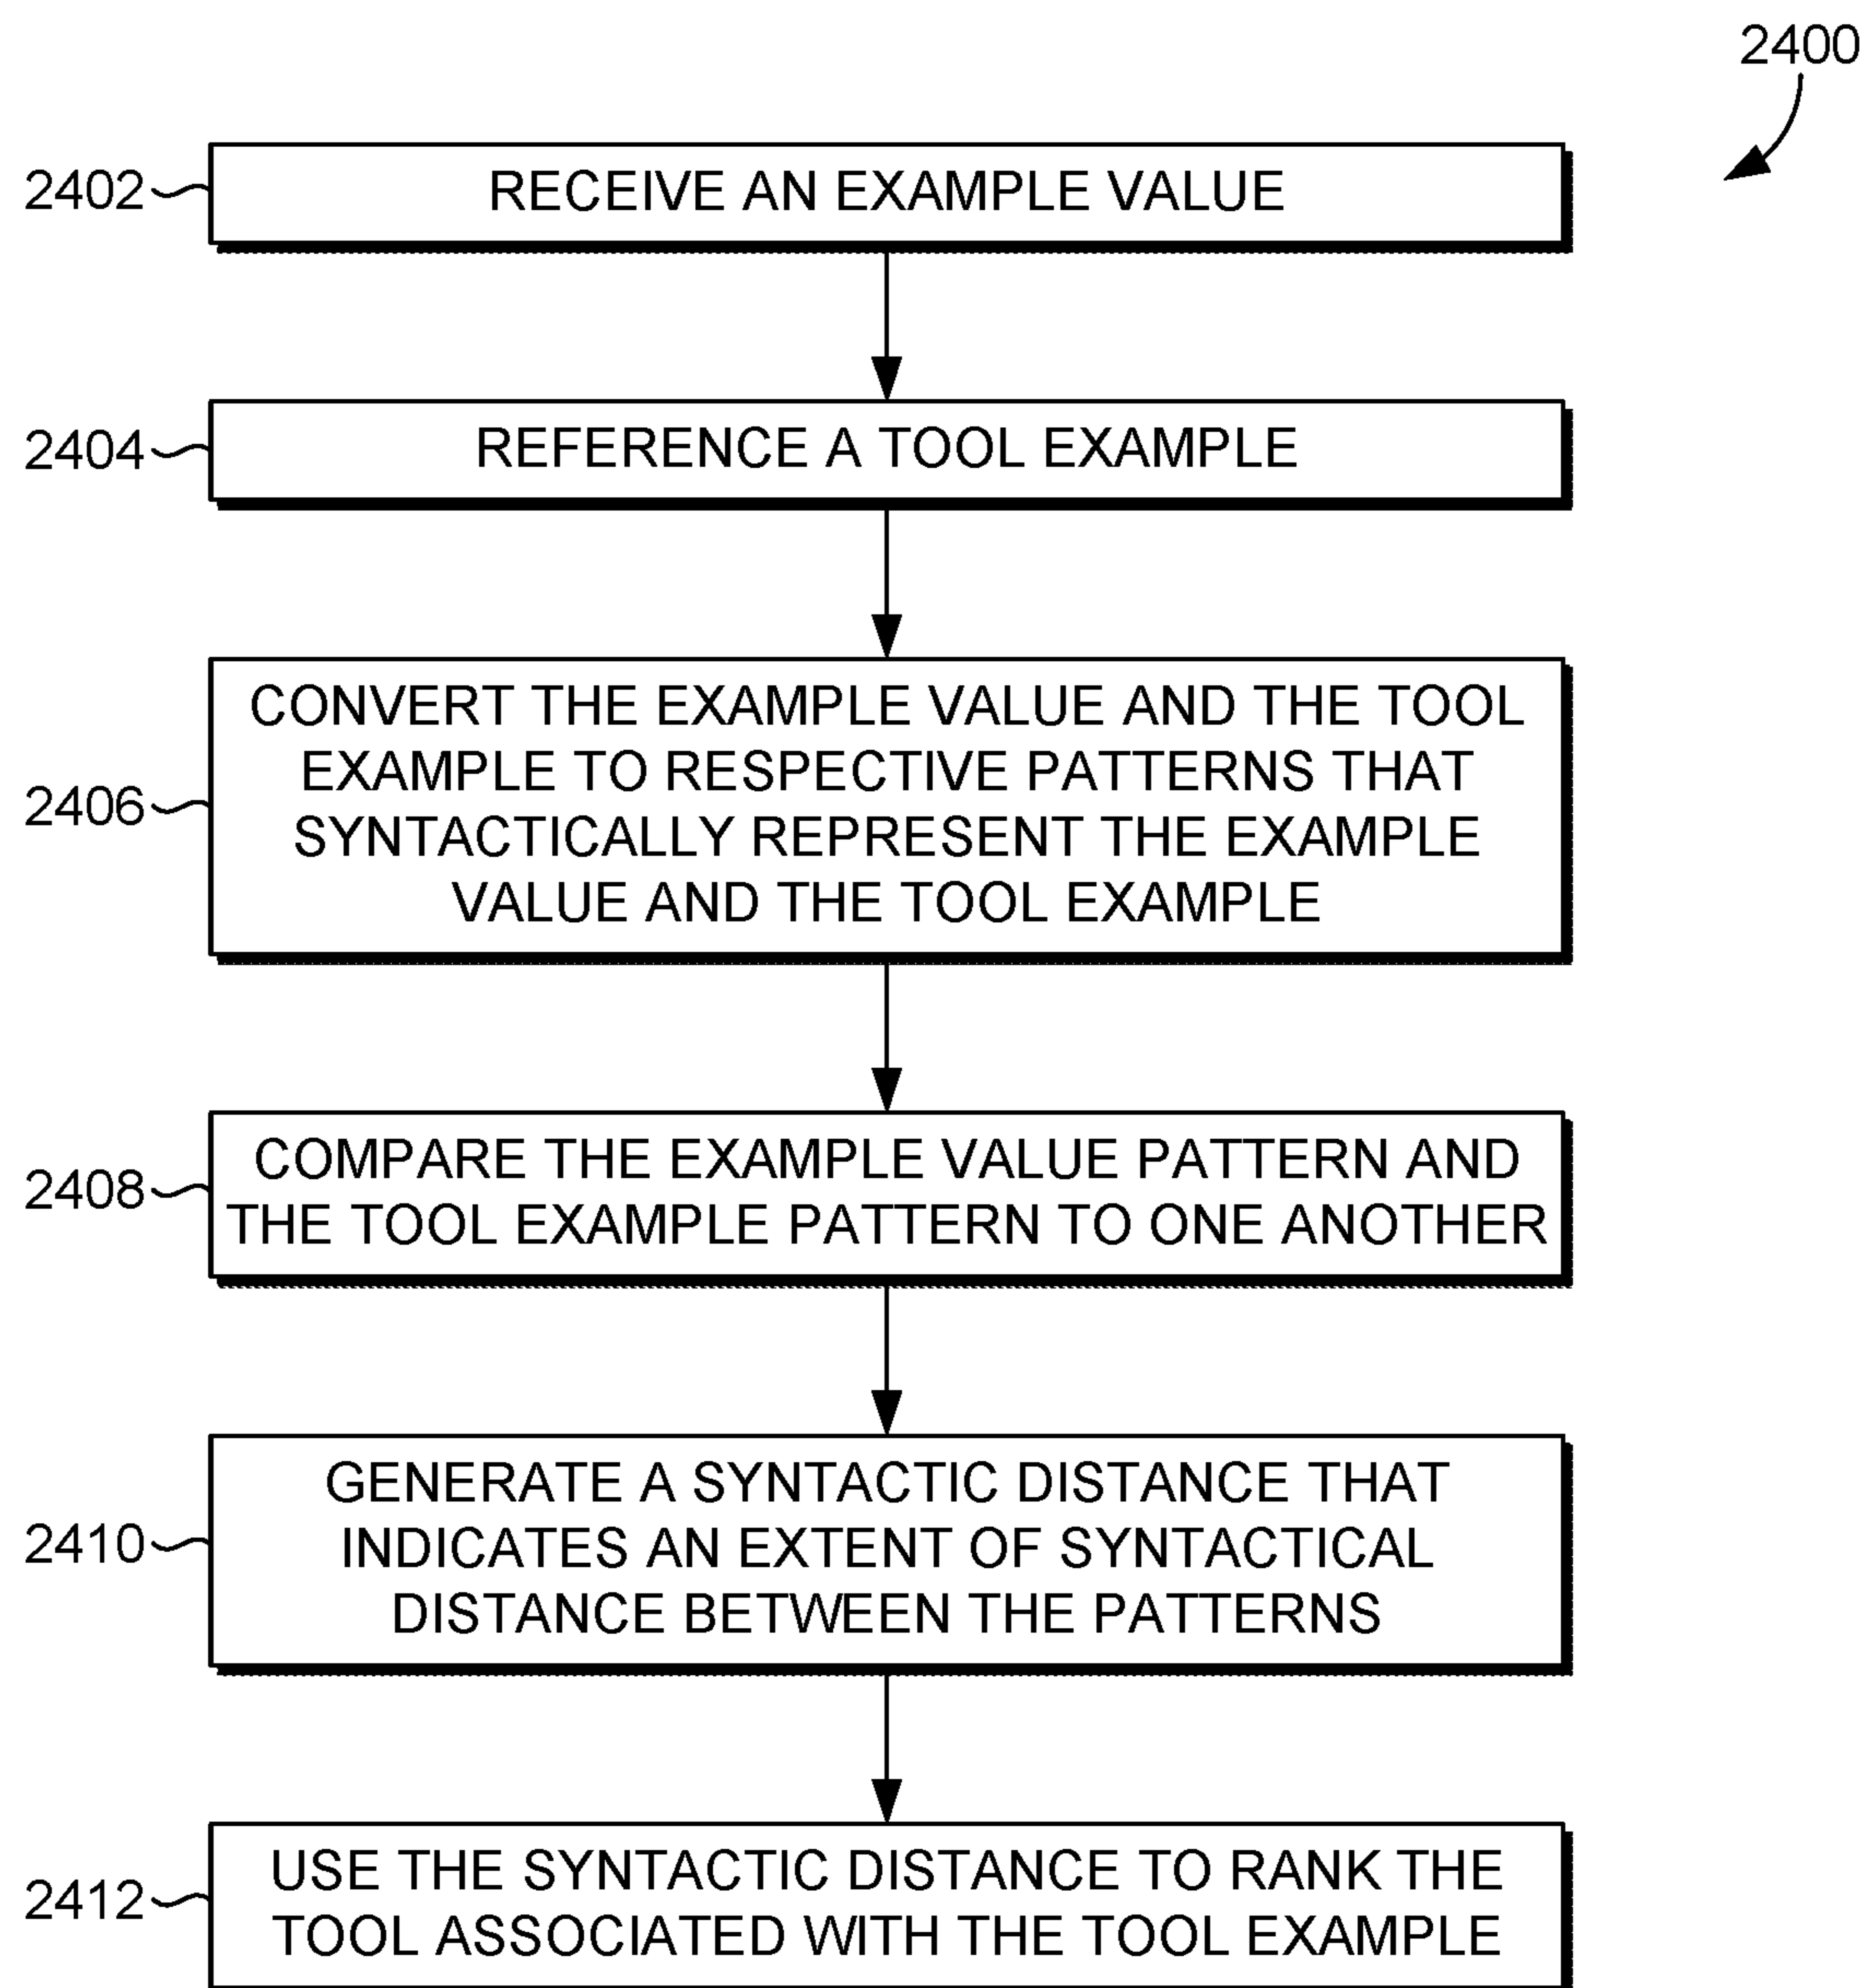 2400
2402
RECEIVE AN EXAMPLE VALUE
2404
REFERENCE A TOOL EXAMPLE
2406
CONVERT THE EXAMPLE VALUE AND THE TOOL
EXAMPLE TO RESPECTIVE PATTERNS THAT
SYNTACTICALLY REPRESENT THE EXAMPLE
VALUE AND THE TOOL EXAMPLE
2408
COMPARE THE EXAMPLE VALUE PATTERN AND
THE TOOL EXAMPLE PATTERN TO ONE ANOTHER
2410
GENERATE A SYNTACTIC DISTANCE THAT
INDICATES AN EXTENT OF SYNTACTICAL
DISTANCE BETWEEN THE PATTERNS
2412
USE THE SYNTACTIC DISTANCE TO RANK THE
TOOL ASSOCIATED WITH THE TOOL EXAMPLE